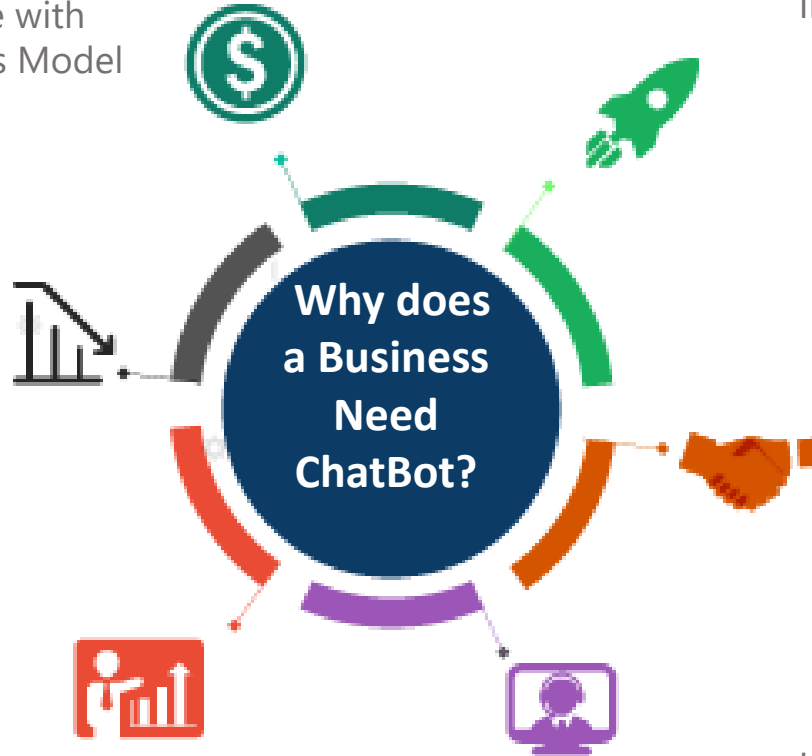 with
s Model
Why does
a Business
Need
ChatBot?